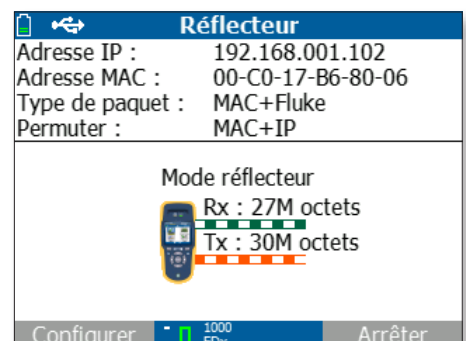 Réflecteur
Adresse IP : 192.168.001.102
Adresse MAC : 00-C0-17-B6-80-06
Type de paquet : MAC+Fluke
Permuter : MAC+IP
Mode réflecteur
Rx : 27M octets
Tx : 30M octets
Configurer 1000 Arrêter
FDx